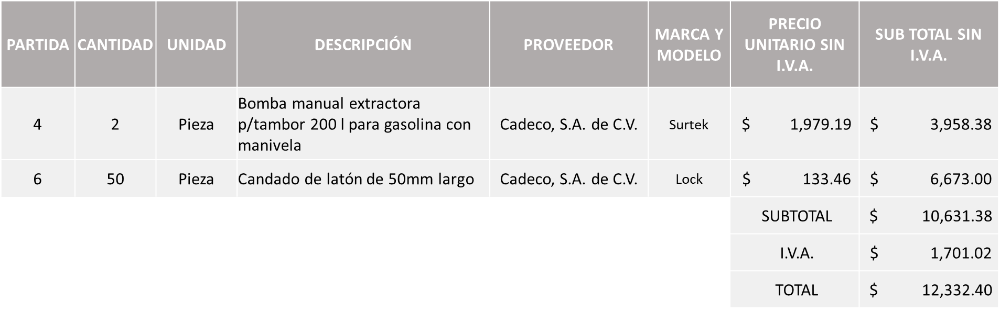 PARTIDA CANTIDAD UNIDAD DESCRIPCIÓN PROVEEDOR MARCA Y MODELO PRECIO UNITARIO SIN I.V.A. SUB TOTAL SIN I.V.A.
4 2 Pieza Bomba manual extractora p/tambor 200 l para gasolina con manivela Cadeco, S.A. de C.V. Surtek $ 1,979.19 $ 3,958.38
6 50 Pieza Candado de latón de 50mm largo Cadeco, S.A. de C.V. Lock $ 133.46 $ 6,673.00
SUBTOTAL $ 10,631.38
I.V.A. $ 1,701.02
TOTAL $ 12,332.40